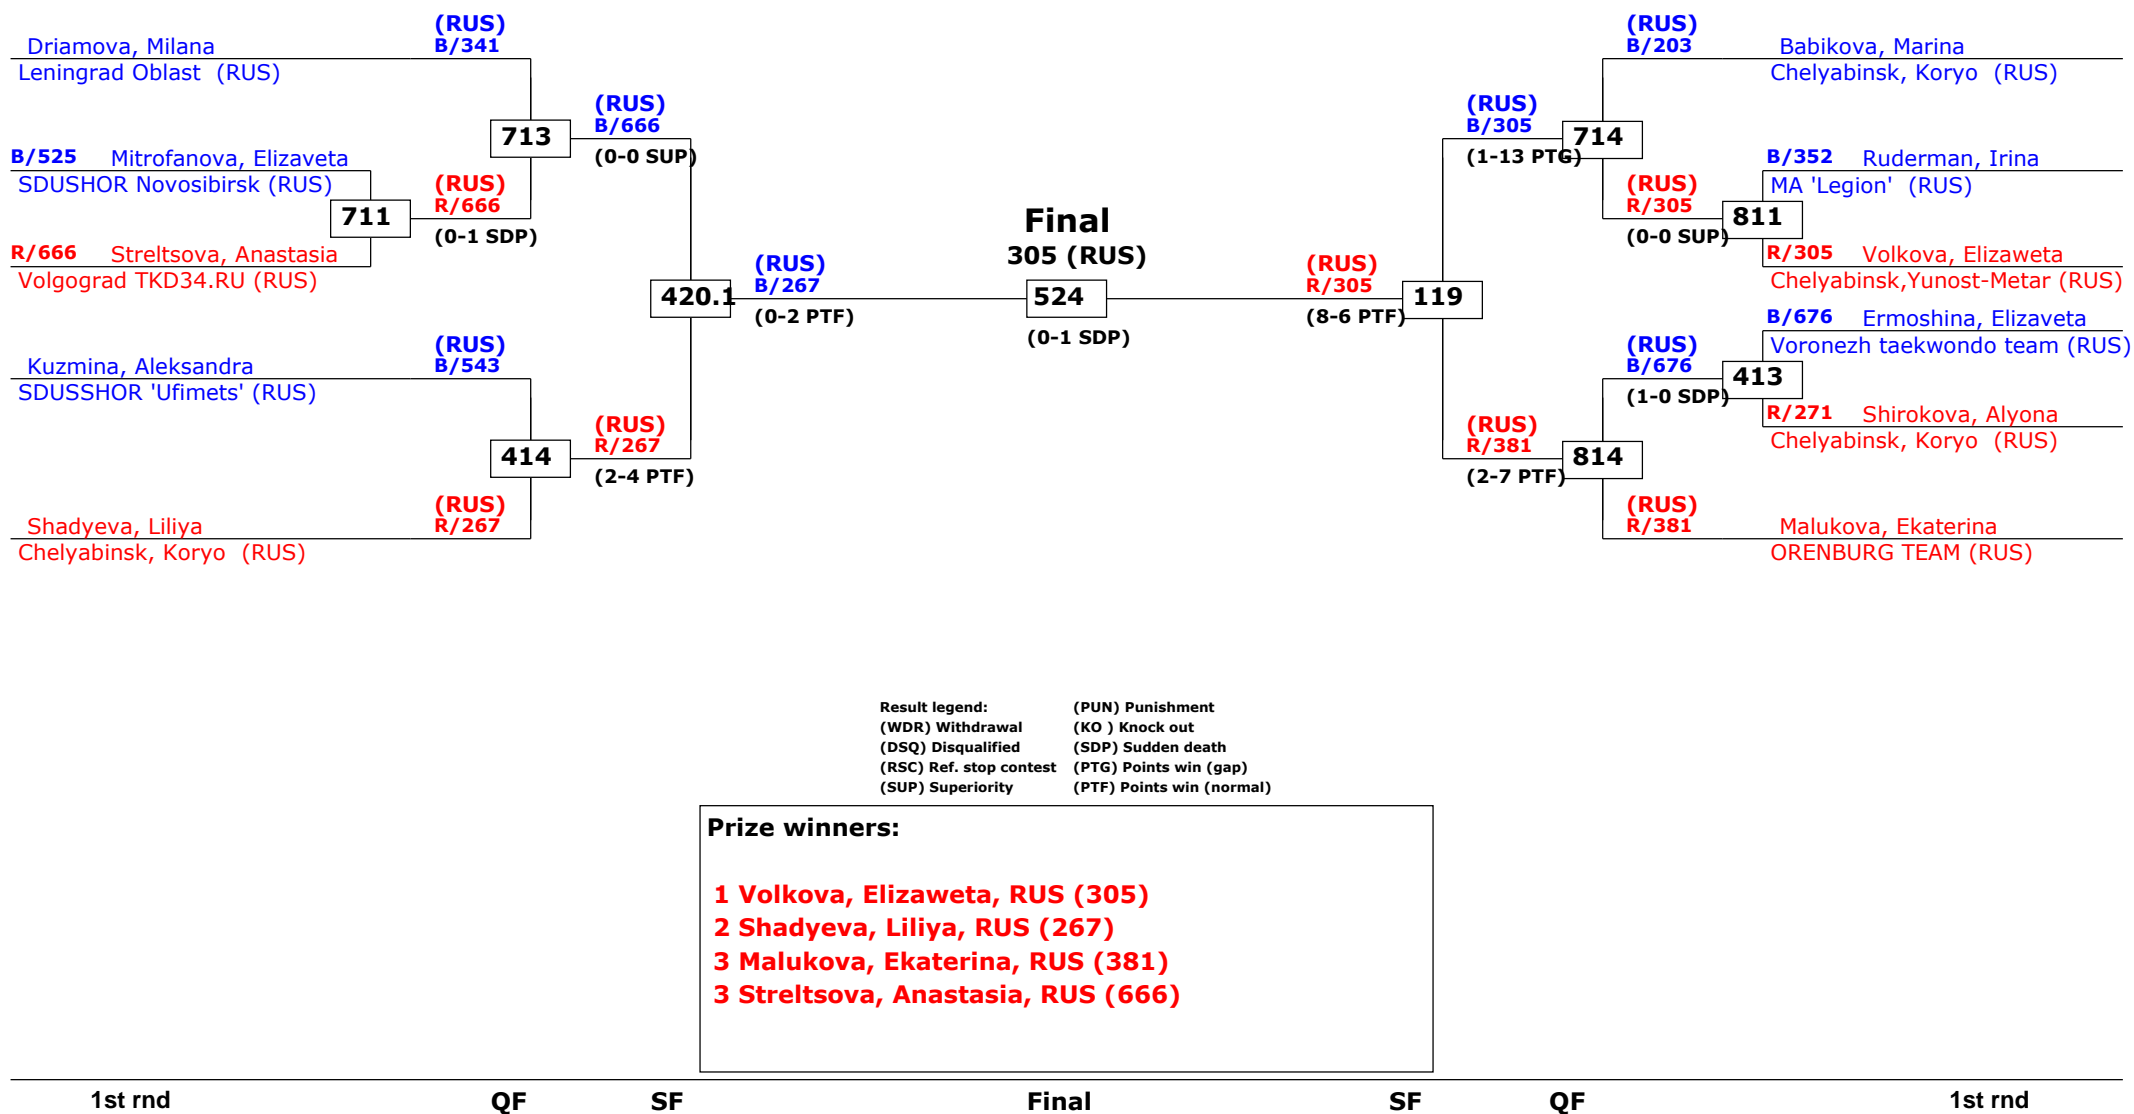 (RUS)
B/341
Driamova, Milana
Leningrad Oblast  (RUS)
(RUS)
B/666
713
(0-0 SUP)
B/525 Mitrofanova, Elizaveta
SDUSHOR Novosibirsk (RUS)
(RUS)
R/666
711
(0-1 SDP)
R/666 Streltsova, Anastasia
Volgograd TKD34.RU (RUS)
(RUS)
B/267
420.1
(0-2 PTF)
(RUS)
B/543
Kuzmina, Aleksandra
SDUSSHOR 'Ufimets' (RUS)
(RUS)
R/267
414
(2-4 PTF)
(RUS)
R/267
Shadyeva, Liliya
Chelyabinsk, Koryo  (RUS)
Final
305 (RUS)
524
(0-1 SDP)
(RUS)
B/203
Babikova, Marina
Chelyabinsk, Koryo  (RUS)
(RUS)
B/305
714
(1-13 PTG)
B/352 Ruderman, Irina
MA 'Legion'  (RUS)
(RUS)
R/305
811
(0-0 SUP)
R/305 Volkova, Elizaweta
Chelyabinsk,Yunost-Metar (RUS)
(RUS)
R/305
119
(8-6 PTF)
B/676 Ermoshina, Elizaveta
Voronezh taekwondo team (RUS)
(RUS)
B/676
413
(1-0 SDP)
R/271 Shirokova, Alyona
Chelyabinsk, Koryo  (RUS)
(RUS)
R/381
814
(2-7 PTF)
(RUS)
R/381
Malukova, Ekaterina
ORENBURG TEAM (RUS)
Result legend:
(WDR) Withdrawal
(DSQ) Disqualified
(RSC) Ref. stop contest
(SUP) Superiority
(PUN) Punishment
(KO ) Knock out
(SDP) Sudden death
(PTG) Points win (gap)
(PTF) Points win (normal)
Prize winners:
1 Volkova, Elizaweta, RUS (305)
2 Shadyeva, Liliya, RUS (267)
3 Malukova, Ekaterina, RUS (381)
3 Streltsova, Anastasia, RUS (666)
1st rnd QF SF Final SF QF 1st rnd